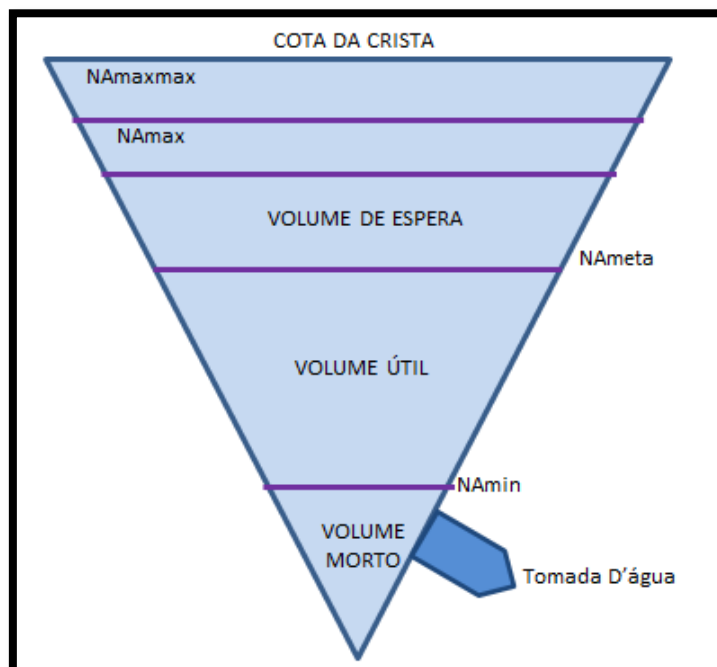 COTA DA CRISTA
NAmaxmax
NAmax
VOLUME DE ESPERA
NAmeta
VOLUME ÚTIL
NAmin
VOLUME
MORTO
Tomada D'água